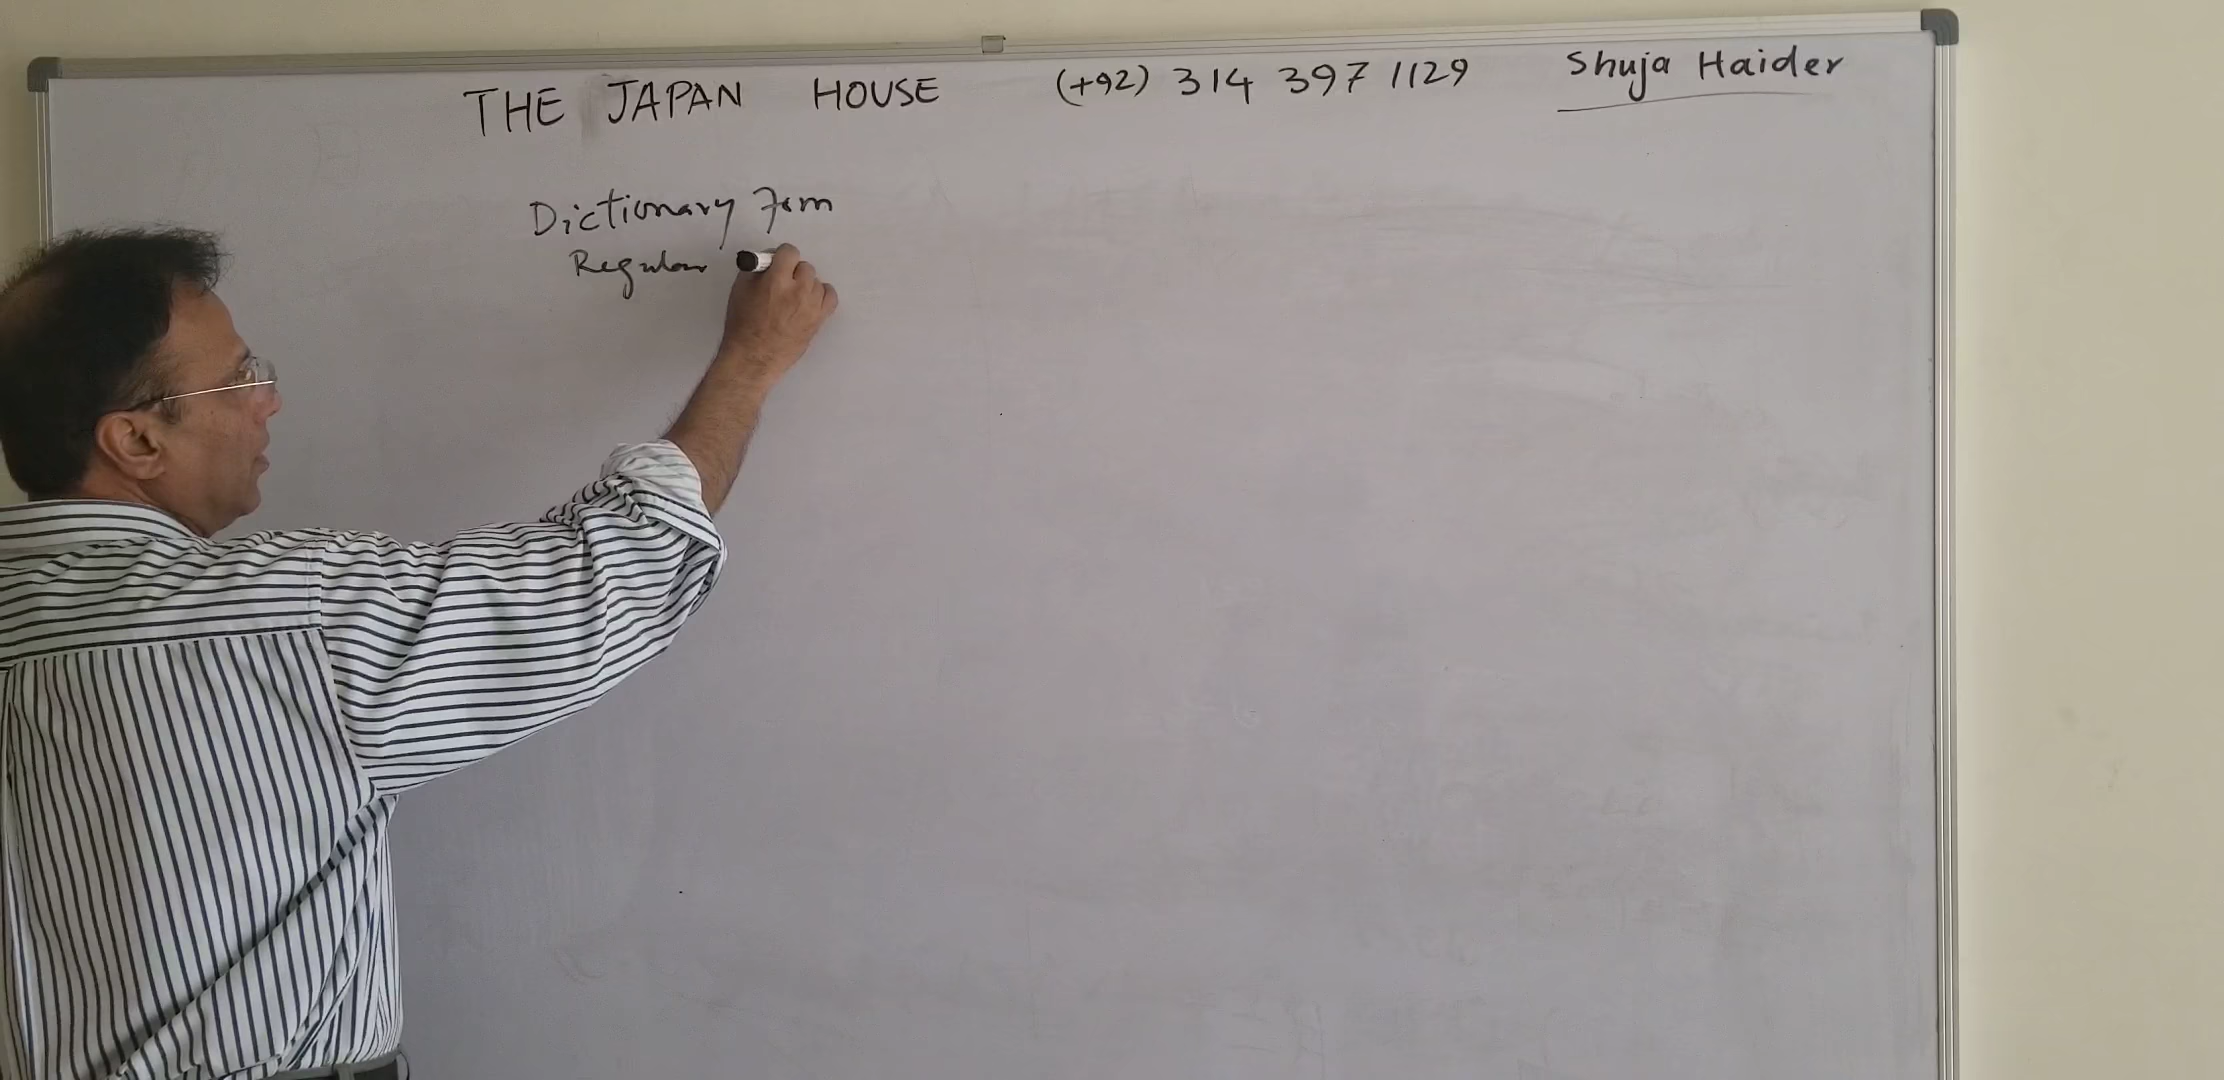 THE JAPAN HOUSE (+92) 314 397 1129 Shuja Haider
Dictionary Form
Regular